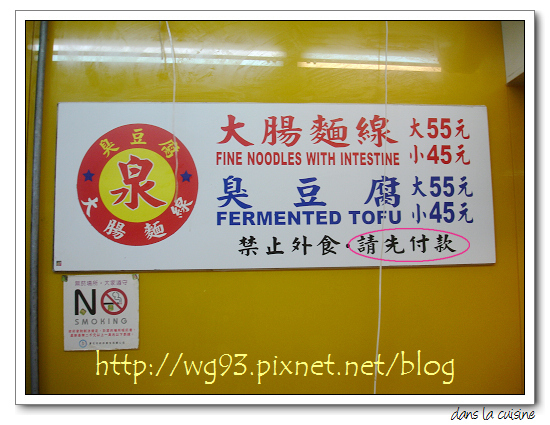 臭豆腐
泉
大腸麵線
大腸麵線 大55元
FINE NOODLES WITH INTESTINE 小45元
臭豆腐 大55元
FERMENTED TOFU 小45元
禁止外食·請先付款
NO
SMOKING
http://wg93.pixnet.net/blog
dans la cuisine